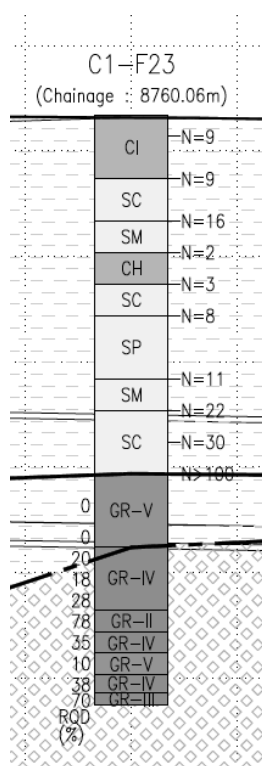 C1-F23
(Chainage : 8760.06m)
N=9
CI
N=9
SC
N=16
SM
N=2
CH
N=3
SC
N=8
SP
N=11
SM
N=22
SC
N=30
N>100
0
GR-V
0
20
GR-IV
18
28
78
GR-II
35
GR-IV
10
GR-V
38
GR-IV
70
GR-III
RQD
(%)